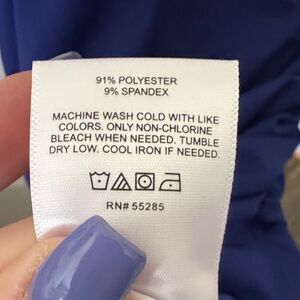 91% POLYESTER
9% SPANDEX
MACHINE WASH COLD WITH LIKE
COLORS. ONLY NON-CHLORINE
BLEACH WHEN NEEDED. TUMBLE
DRY LOW. COOL IRON IF NEEDED.
RN# 55285